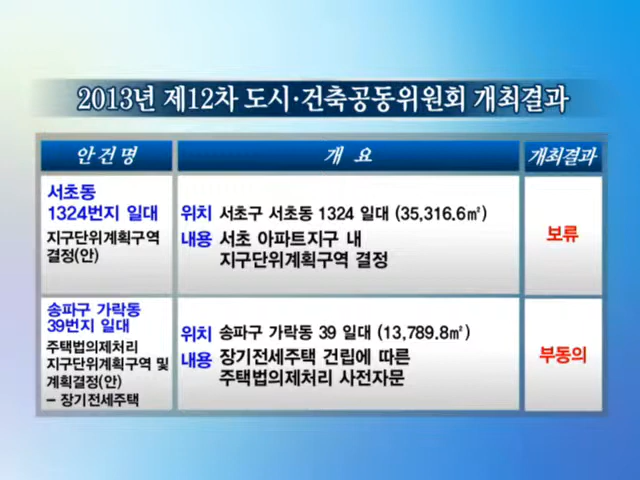 2013년 제12차 도시·건축공동위원회 개최결과
안건명 개 요 개최결과
서초동
1324번지 일대
지구단위계획구역
결정(안)
위치 서초구 서초동 1324 일대 (35,316.6㎡)
내용 서초 아파트지구 내
지구단위계획구역 결정
보류
송파구 가락동
39번지 일대
주택법의제처리
지구단위계획구역 및
계획결정(안)
– 장기전세주택
위치 송파구 가락동 39 일대 (13,789.8㎡)
내용 장기전세주택 건립에 따른
주택법의제처리 사전자문
부동의